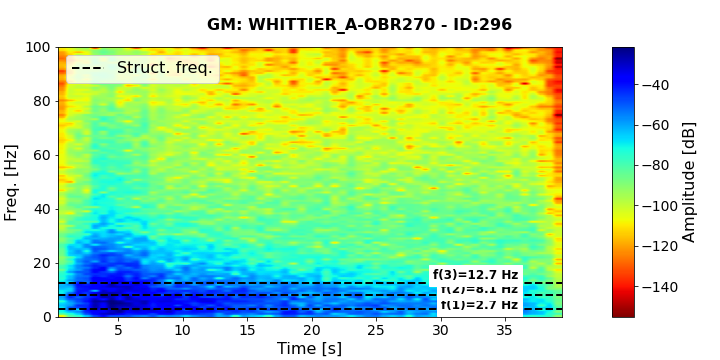 GM: WHITTIER_A-OBR270 - ID:296
Struct. freq.
f(3)=12.7 Hz
f(2)=8.1 Hz
f(1)=2.7 Hz
Freq. [Hz]
100
80
60
40
20
0
5
10
15
20
25
30
35
Time [s]
−40
−60
−80
−100
−120
−140
Amplitude [dB]